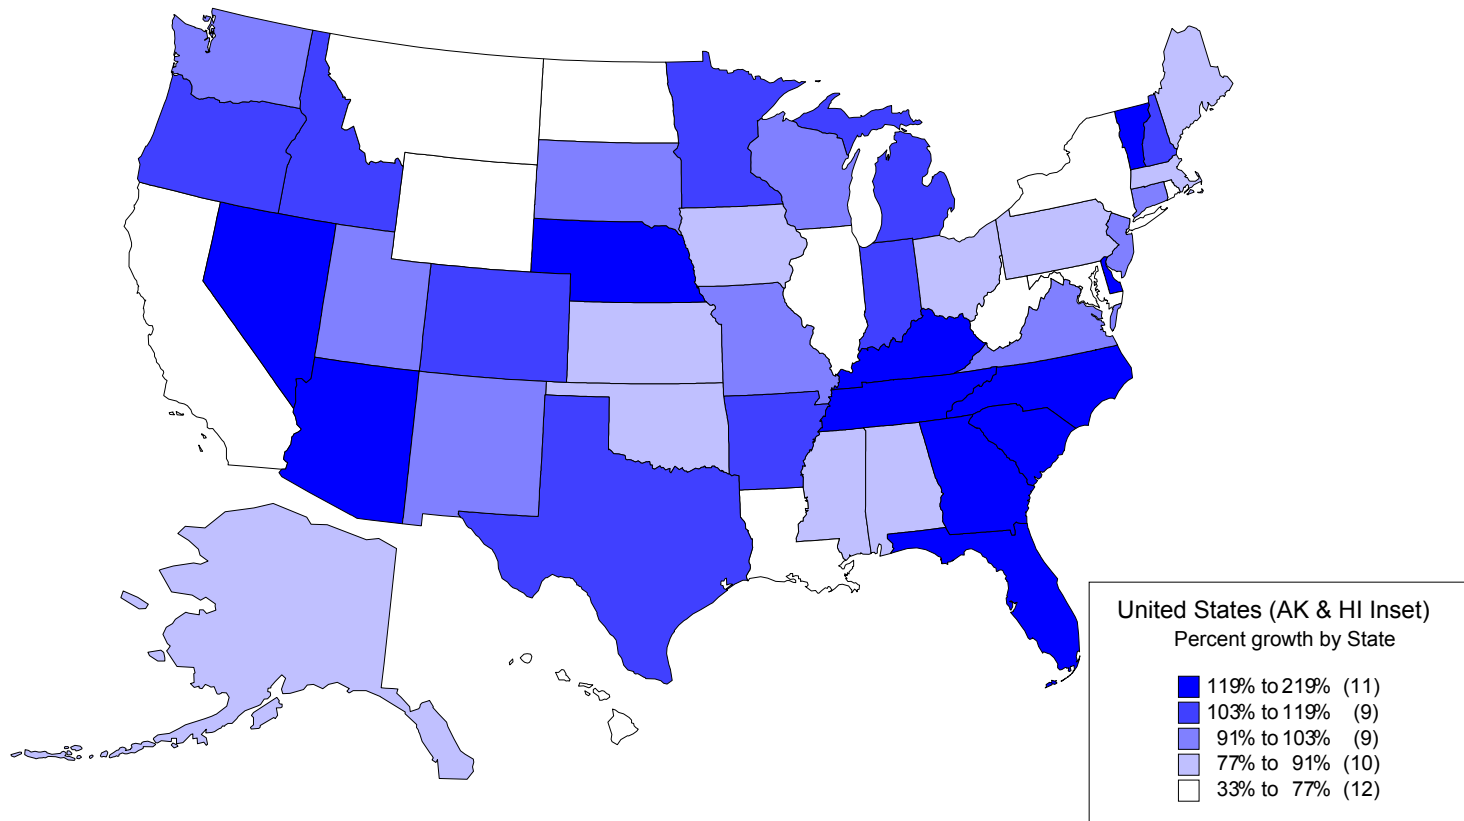 United States (AK & HI Inset)
Percent growth by State
119% to 219% (11)
103% to 119% (9)
91% to 103% (9)
77% to 91% (10)
33% to 77% (12)